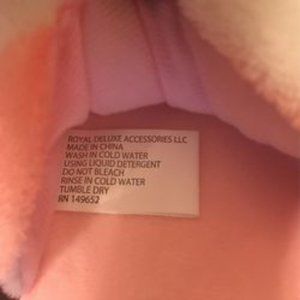 ROYAL DELUXE ACCESSORIES LLC
MADE IN CHINA
WASH IN COLD WATER
USING LIQUID DETERGENT
DO NOT BLEACH
RINSE IN COLD WATER
TUMBLE DRY
RN 149652